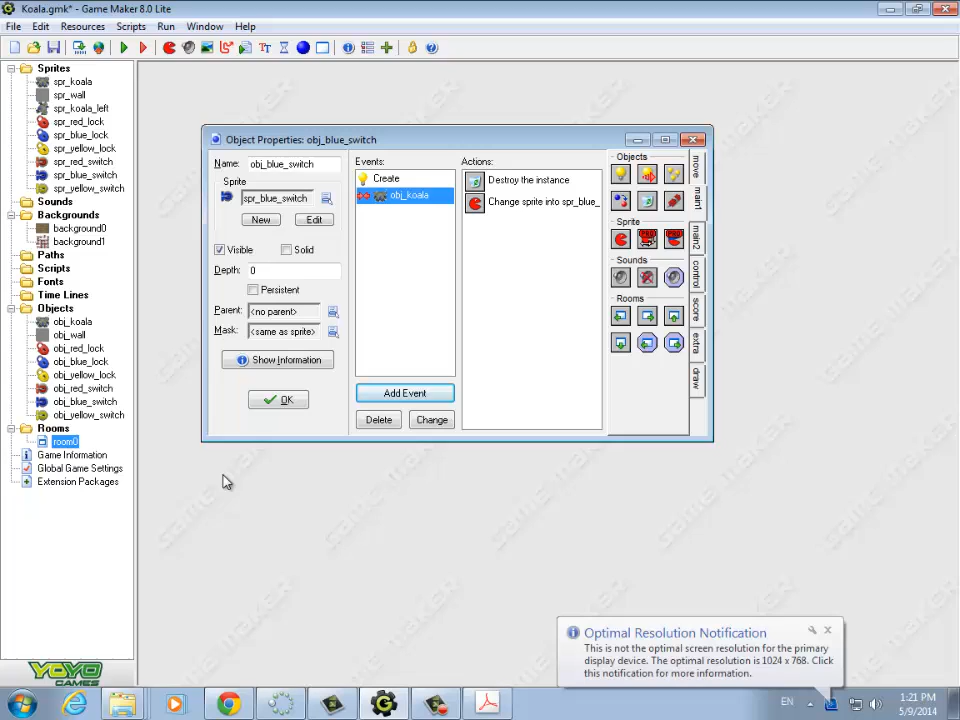 Koala.gmk* - Game Maker 8.0 Lite
File Edit Resources Scripts Run Window Help
Sprites
spr_koala
spr_wall
spr_koala_left
spr_red_lock
spr_blue_lock
spr_yellow_lock
spr_red_switch
spr_blue_switch
spr_yellow_switch
Sounds
Backgrounds
background0
background1
Paths
Scripts
Fonts
Time Lines
Objects
obj_koala
obj_wall
obj_red_lock
obj_blue_lock
obj_yellow_lock
obj_red_switch
obj_blue_switch
obj_yellow_switch
Rooms
room0
Game Information
Global Game Settings
Extension Packages
YOYO
GAMES
Object Properties: obj_blue_switch
Name: obj_blue_switch
Sprite
spr_blue_switch
New Edit
Visible Solid
Depth: 0
Persistent
Parent: <no parent>
Mask: <same as sprite>
Show Information
OK
Events:
Create
obj_koala
Add Event
Delete Change
Actions:
Destroy the instance
Change sprite into spr_blue_
Objects
Sprite
Sounds
Rooms
move
main1
main2
control
score
extra
draw
Optimal Resolution Notification
This is not the optimal screen resolution for the primary
display device. The optimal resolution is 1024 x 768. Click
this notification for more information.
EN
1:21 PM
5/9/2014